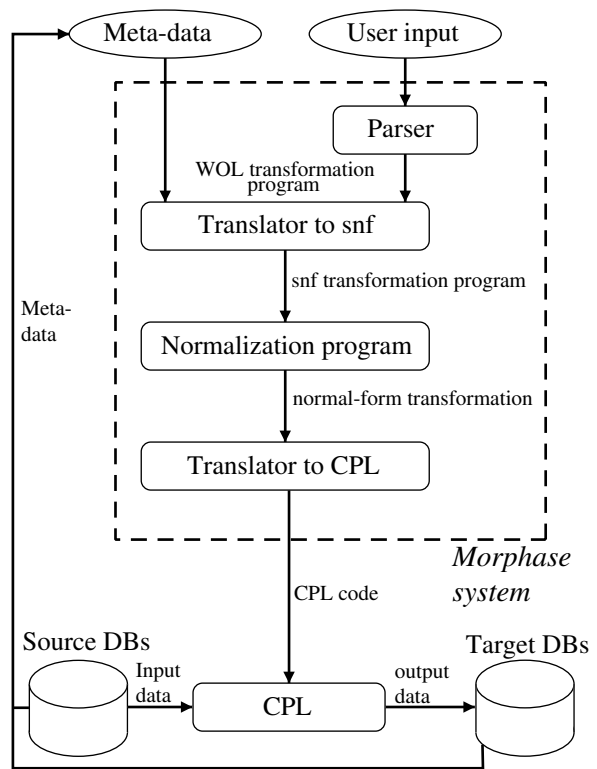 Meta-data
User input
Parser
WOL transformation
program
Translator to snf
snf transformation program
Meta-
data
Normalization program
normal-form transformation
Translator to CPL
Morphase
system
CPL code
Source DBs
Target DBs
Input
data
CPL
output
data